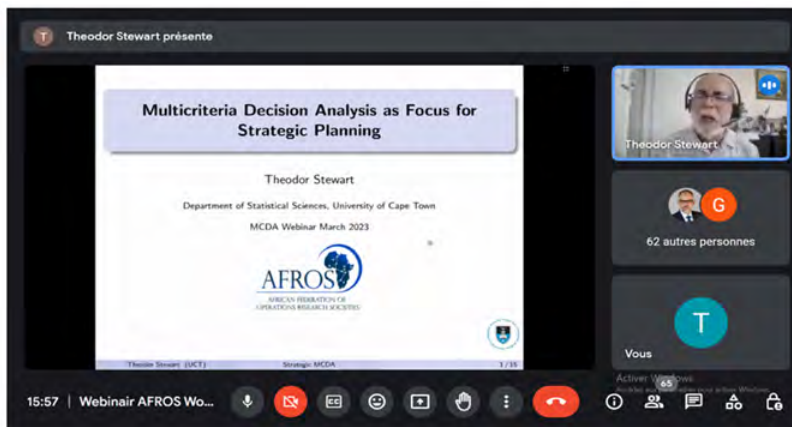 T Theodor Stewart présente
Multicriteria Decision Analysis as Focus for
Strategic Planning
Theodor Stewart
Department of Statistical Sciences, University of Cape Town
MCDA Webinar March 2023
AFROS
AFRICAN FEDERATION OF
OPERATIONS RESEARCH SOCIETIES
Theodor Stewart (UCT) Strategic MCDA 1 / 15
Theodor Stewart
G
62 autres personnes
T
Vous
Activer Windows
65
15:57 | Webinair AFROS Wo...
CC